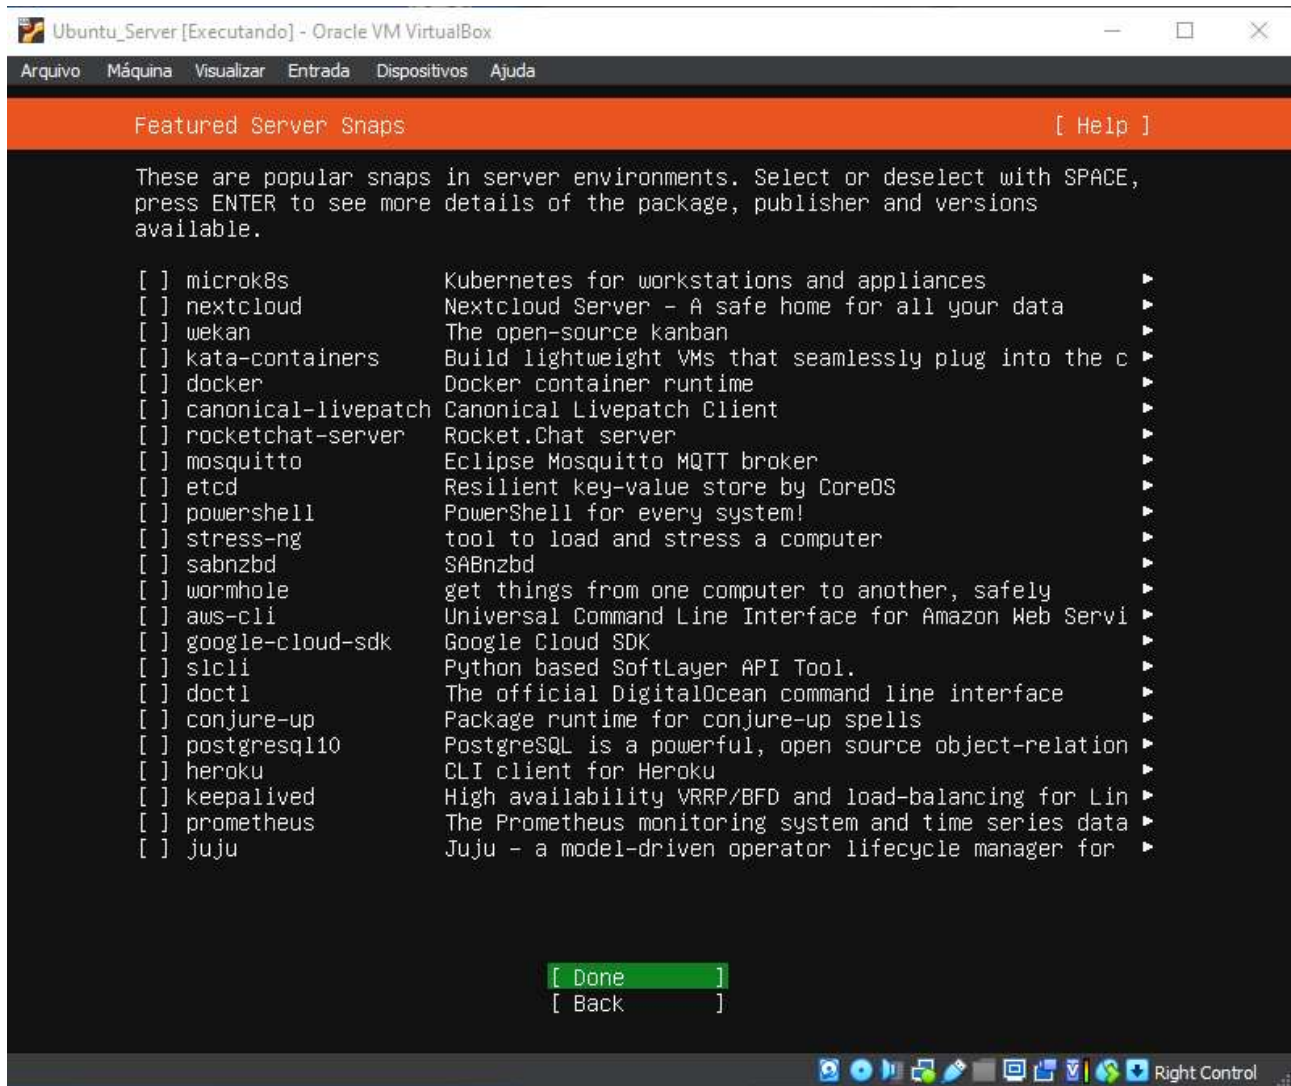 Ubuntu_Server [Executando] - Oracle VM VirtualBox
Arquivo Máquina Visualizar Entrada Dispositivos Ajuda
Featured Server Snaps [ Help ]
These are popular snaps in server environments. Select or deselect with SPACE,
press ENTER to see more details of the package, publisher and versions
available.
[ ] microk8s Kubernetes for workstations and appliances ►
[ ] nextcloud Nextcloud Server - A safe home for all your data ►
[ ] wekan The open-source kanban ►
[ ] kata-containers Build lightweight VMs that seamlessly plug into the c ►
[ ] docker Docker container runtime ►
[ ] canonical-livepatch Canonical Livepatch Client ►
[ ] rocketchat-server Rocket.Chat server ►
[ ] mosquitto Eclipse Mosquitto MQTT broker ►
[ ] etcd Resilient key-value store by CoreOS ►
[ ] powershell PowerShell for every system! ►
[ ] stress-ng tool to load and stress a computer ►
[ ] sabnzbd SABnzbd ►
[ ] wormhole get things from one computer to another, safely ►
[ ] aws-cli Universal Command Line Interface for Amazon Web Servi ►
[ ] google-cloud-sdk Google Cloud SDK ►
[ ] slcli Python based SoftLayer API Tool. ►
[ ] doctl The official DigitalOcean command line interface ►
[ ] conjure-up Package runtime for conjure-up spells ►
[ ] postgresql10 PostgreSQL is a powerful, open source object-relation ►
[ ] heroku CLI client for Heroku ►
[ ] keepalived High availability VRRP/BFD and load-balancing for Lin ►
[ ] prometheus The Prometheus monitoring system and time series data ►
[ ] juju Juju - a model-driven operator lifecycle manager for ►
[ Done ]
[ Back ]
Right Control